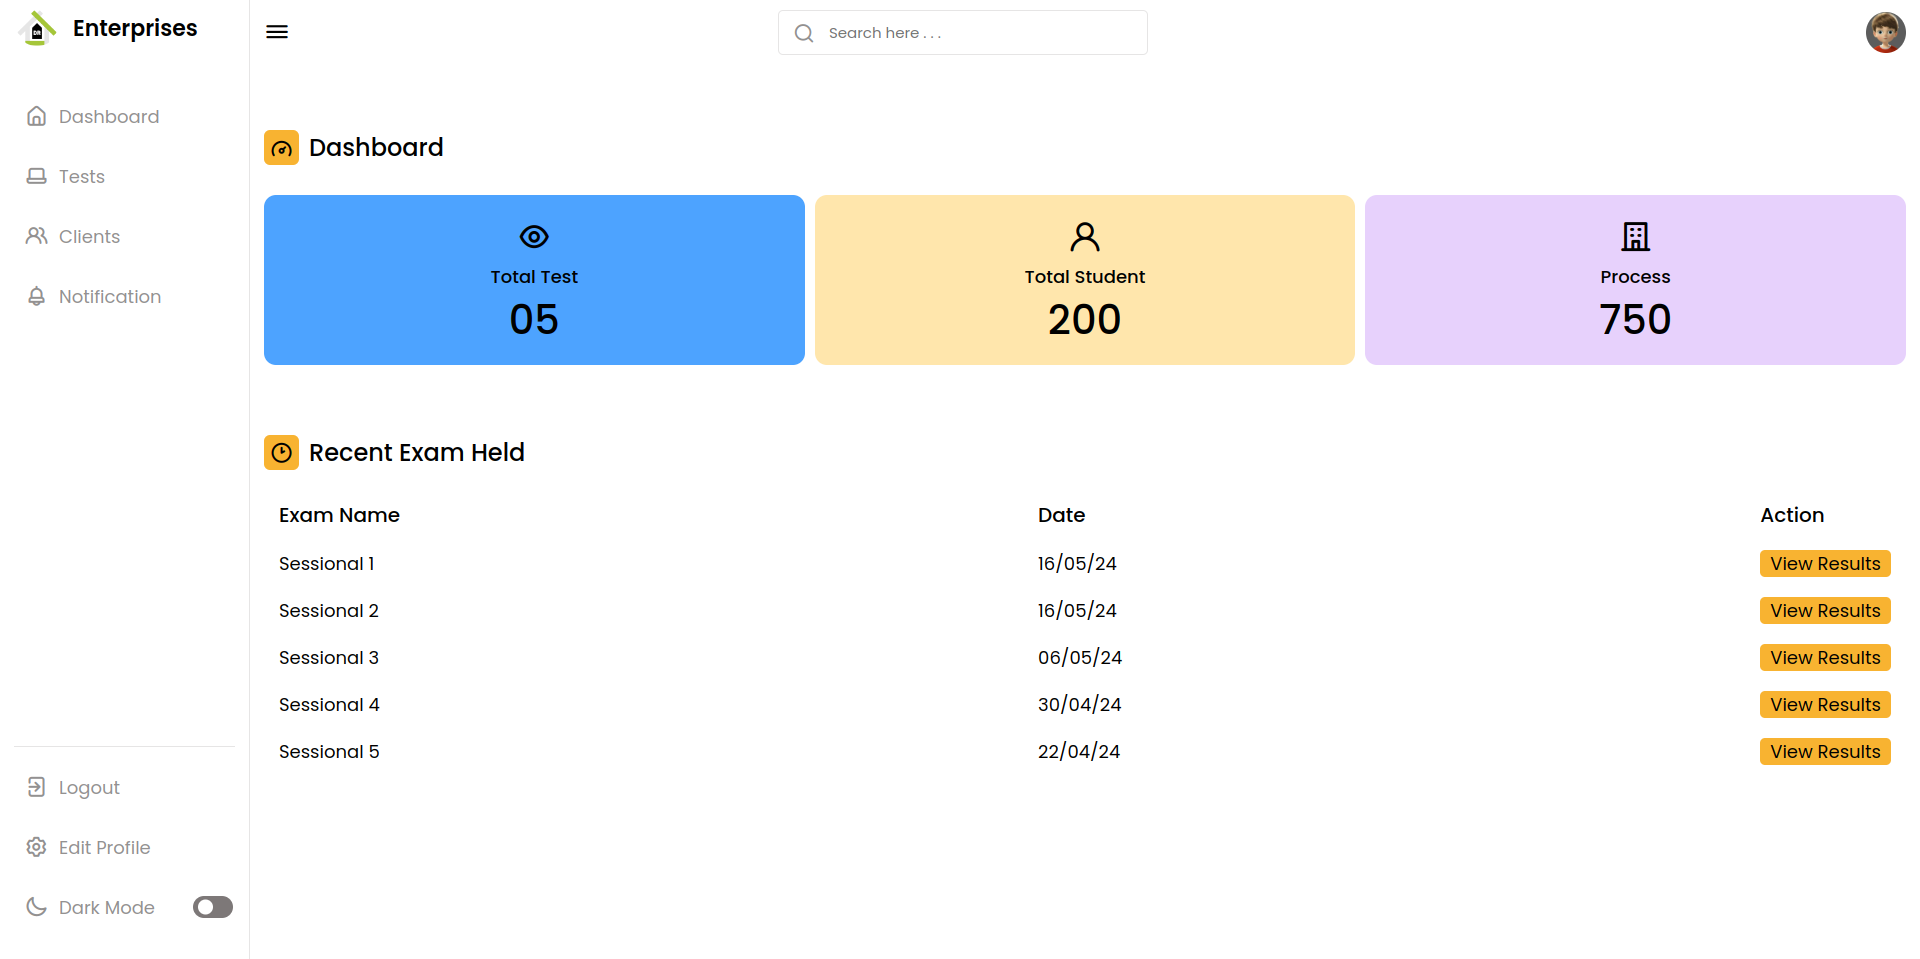 DR
Enterprises
Search here . . .
Dashboard
Tests
Clients
Notification
Logout
Edit Profile
Dark Mode
Dashboard
Total Test
05
Total Student
200
Process
750
Recent Exam Held
Exam Name Date Action
Sessional 1 16/05/24 View Results
Sessional 2 16/05/24 View Results
Sessional 3 06/05/24 View Results
Sessional 4 30/04/24 View Results
Sessional 5 22/04/24 View Results